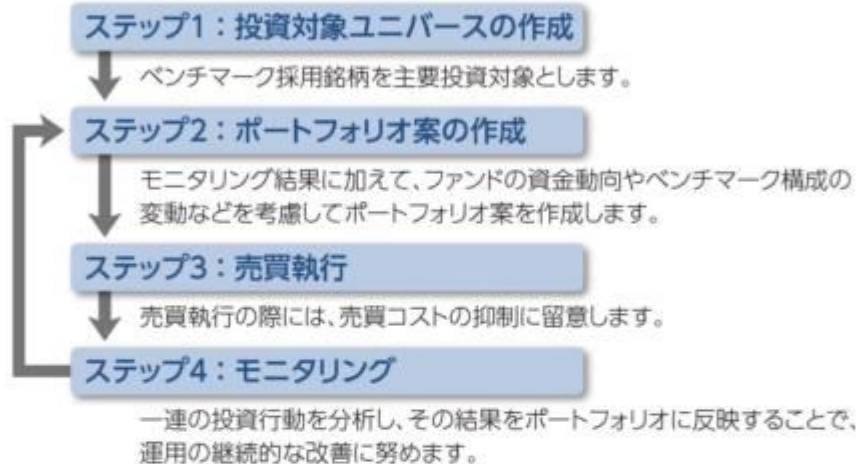 ステップ1：投資対象ユニバースの作成
ベンチマーク採用銘柄を主要投資対象とします。
ステップ2：ポートフォリオ案の作成
モニタリング結果に加えて、ファンドの資金動向やベンチマーク構成の
変動などを考慮してポートフォリオ案を作成します。
ステップ3：売買執行
売買執行の際には、売買コストの抑制に留意します。
ステップ4：モニタリング
一連の投資行動を分析し、その結果をポートフォリオに反映することで、
運用の継続的な改善に努めます。